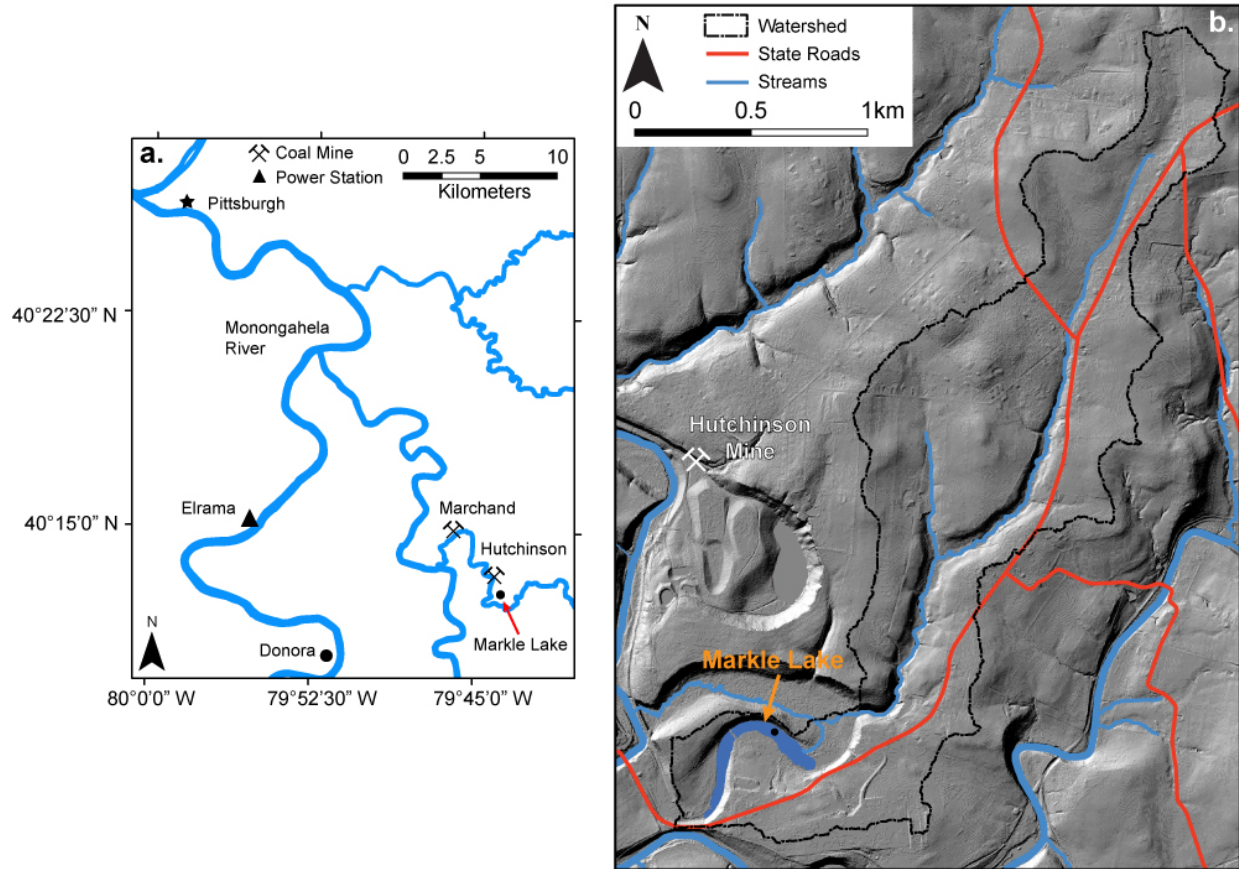 a.
Coal Mine
Power Station
0 2.5 5 10
Kilometers
Pittsburgh
40°22'30” N
Monongahela
River
Elrama
40°15'0” N
Marchand
Hutchinson
Markle Lake
Donora
N
80°0'0” W
79°52'30” W
79°45'0” W
b.
N
Watershed
State Roads
Streams
0 0.5 1km
Hutchinson
Mine
Markle Lake